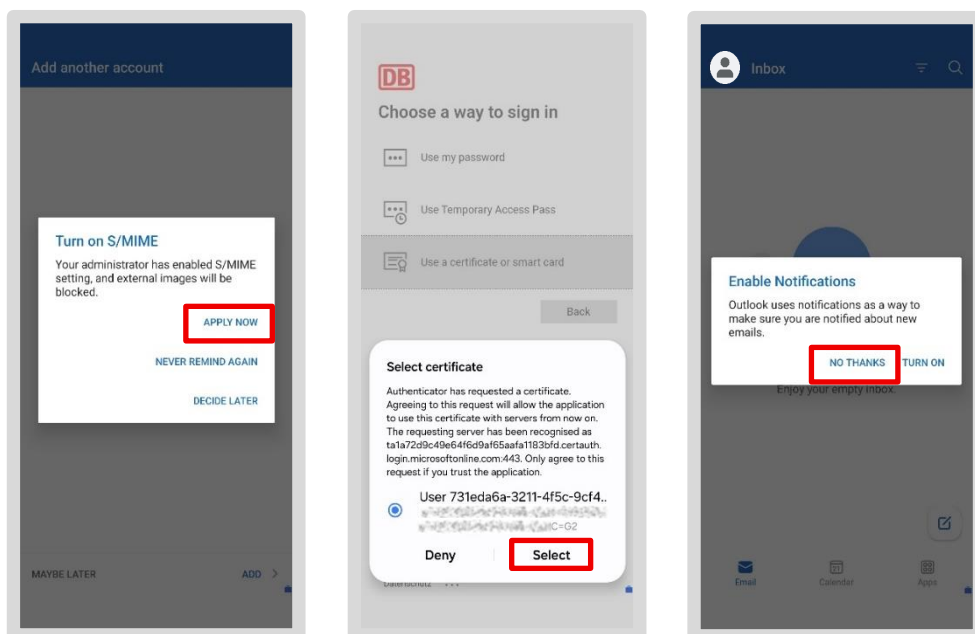 Add another account
Turn on S/MIME
Your administrator has enabled S/MIME
setting, and external images will be
blocked.
APPLY NOW
NEVER REMIND AGAIN
DECIDE LATER
MAYBE LATER
ADD >
DB
Choose a way to sign in
Use my password
Use Temporary Access Pass
Use a certificate or smart card
Back
Select certificate
Authenticator has requested a certificate.
Agreeing to this request will allow the application
to use this certificate with servers from now on.
The requesting server has been recognised as
ta1a72d9c49e64f6d9af65aafa1183bfd.certauth.
login.microsoftonline.com:443. Only agree to this
request if you trust the application.
User 731eda6a-3211-4f5c-9cf4..
C=G2
Deny
Select
Datenschutz ...
Inbox
Enable Notifications
Outlook uses notifications as a way to
make sure you are notified about new
emails.
NO THANKS
TURN ON
Enjoy your empty inbox.
Email
Calendar
Apps